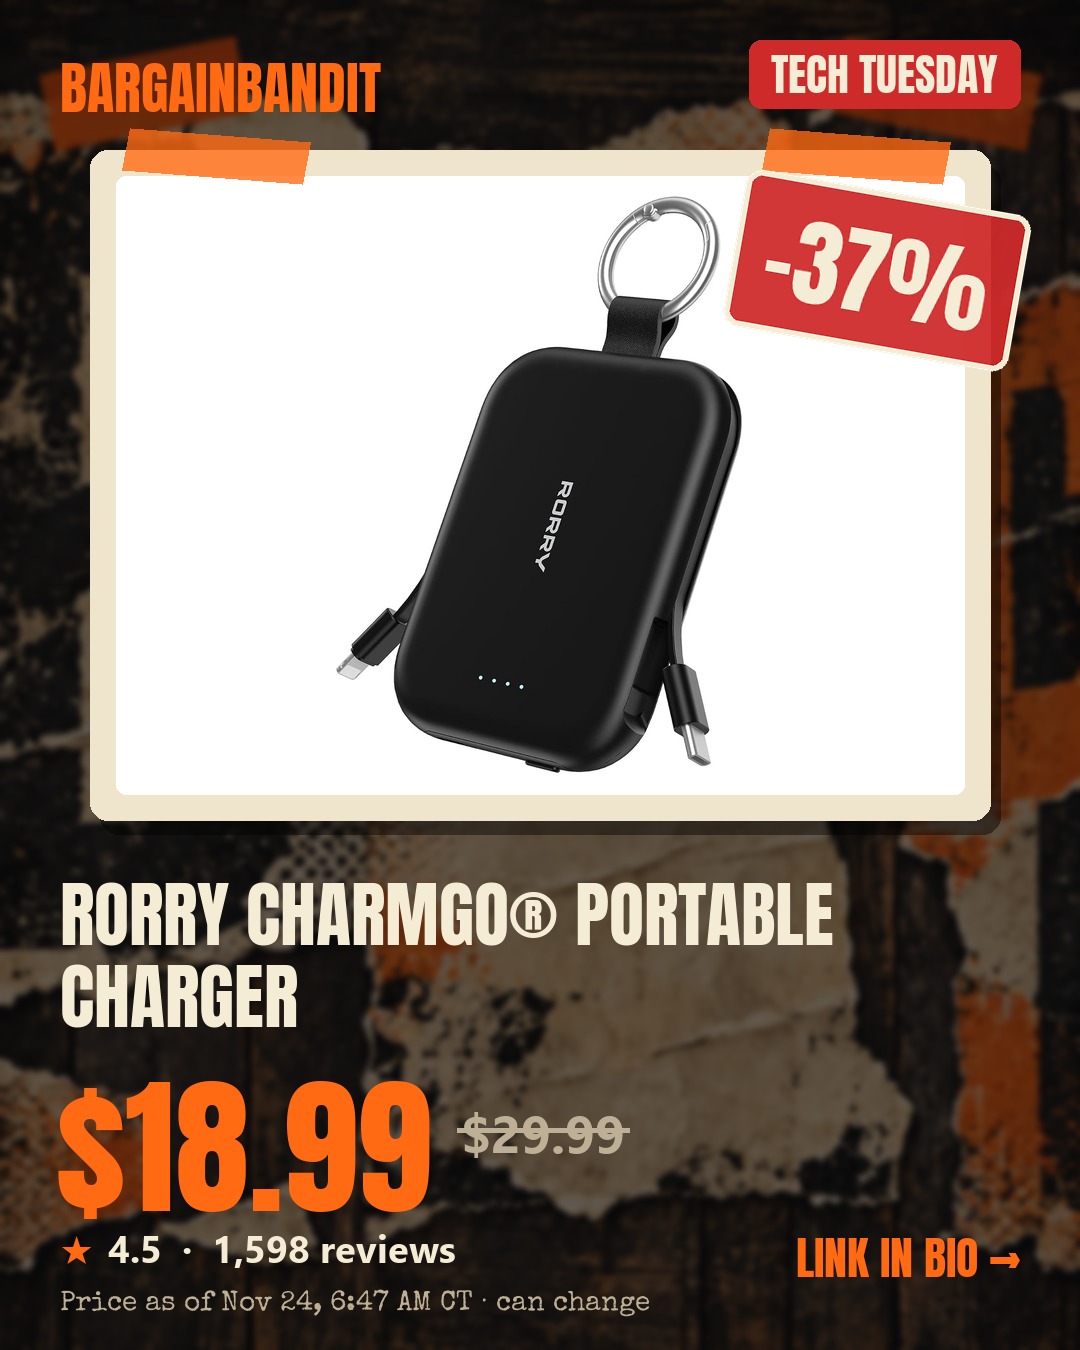 BARGAINBANDIT
TECH TUESDAY
-37%
RORRY
RORRY CHARMGO® PORTABLE
CHARGER
$18.99 $29.99
★ 4.5 · 1,598 reviews
LINK IN BIO →
Price as of Nov 24, 6:47 AM CT · can change